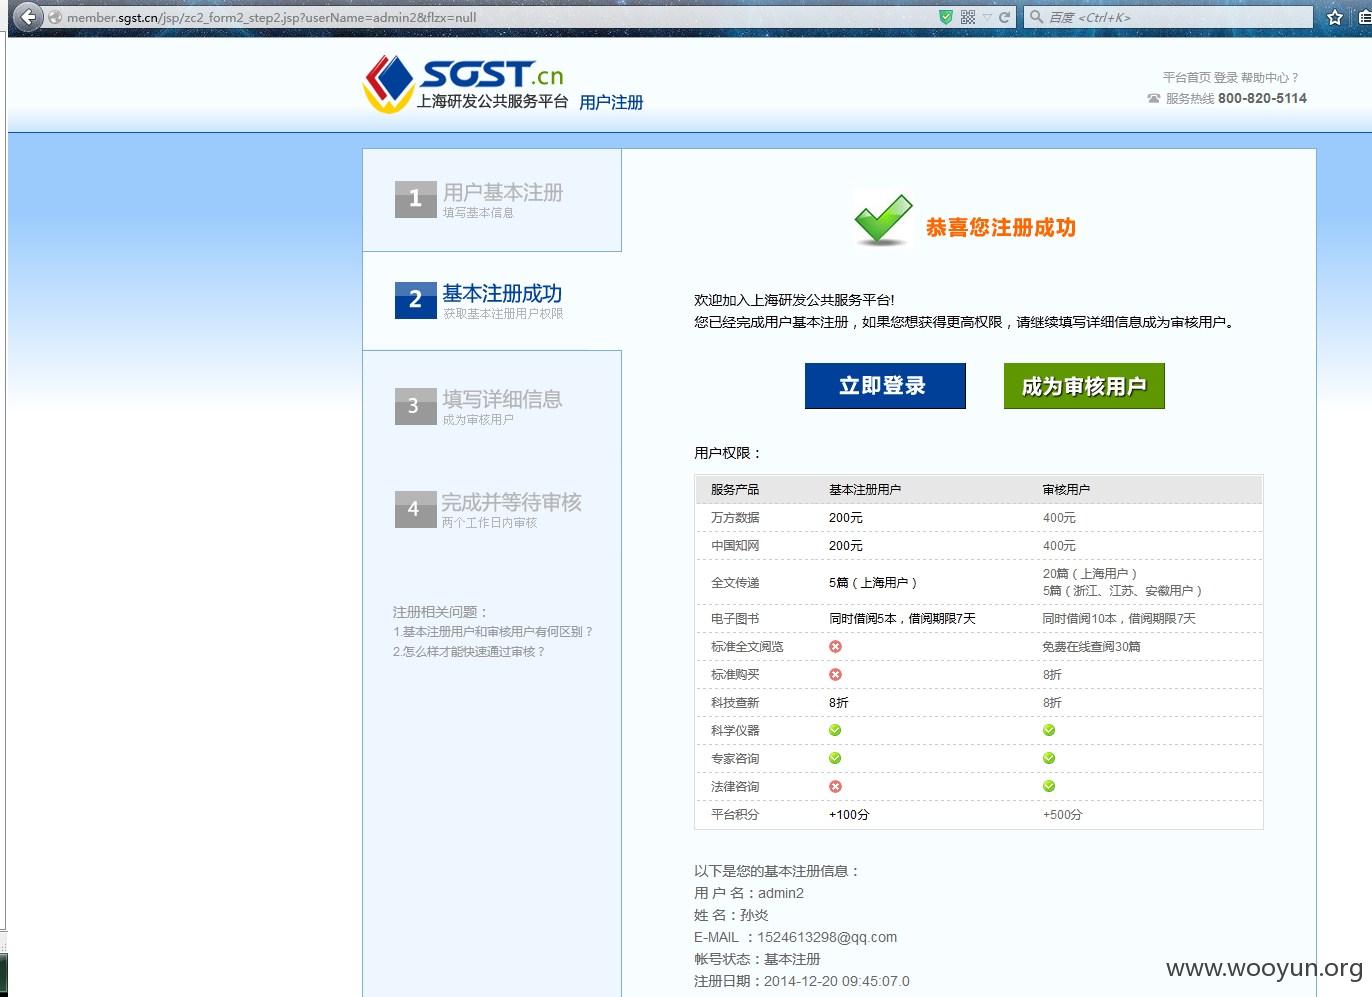 member.sgst.cn/jsp/zc2_form2_step2.jsp?userName=admin2&flzx=null
百度 <Ctrl+K>
SGST.cn
上海研发公共服务平台 用户注册
平台首页 登录 帮助中心?
服务热线 800-820-5114
1 用户基本注册
填写基本信息
2 基本注册成功
获取基本注册用户权限
3 填写详细信息
成为审核用户
4 完成并等待审核
两个工作日内审核
注册相关问题：
1.基本注册用户和审核用户有何区别？
2.怎么样才能快速通过审核？
恭喜您注册成功
欢迎加入上海研发公共服务平台!
您已经完成用户基本注册，如果您想获得更高权限，请继续填写详细信息成为审核用户。
立即登录 成为审核用户
用户权限：
服务产品 基本注册用户 审核用户
万方数据 200元 400元
中国知网 200元 400元
全文传递 5篇（上海用户） 20篇（上海用户）
5篇（浙江、江苏、安徽用户）
电子图书 同时借阅5本，借阅期限7天 同时借阅10本，借阅期限7天
标准全文阅览 免费在线查阅30篇
标准购买 8折
科技查新 8折 8折
科学仪器
专家咨询
法律咨询
平台积分 +100分 +500分
以下是您的基本注册信息：
用 户 名：admin2
姓 名：孙炎
E-MAIL ：1524613298@qq.com
帐号状态：基本注册
注册日期：2014-12-20 09:45:07.0
www.wooyun.org